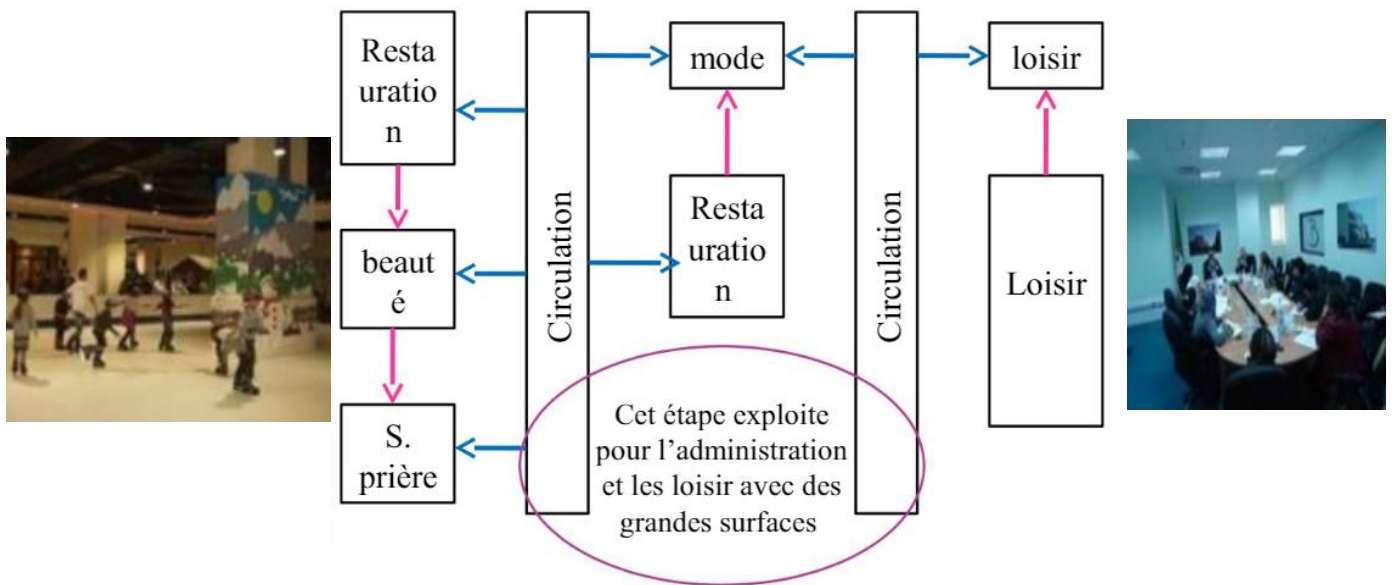 Resta
uratio
n
beaut
é
S.
prière
Circulation
mode
Resta
uratio
n
Cet étape exploite
pour l’administration
et les loisir avec des
grandes surfaces
Circulation
loisir
Loisir